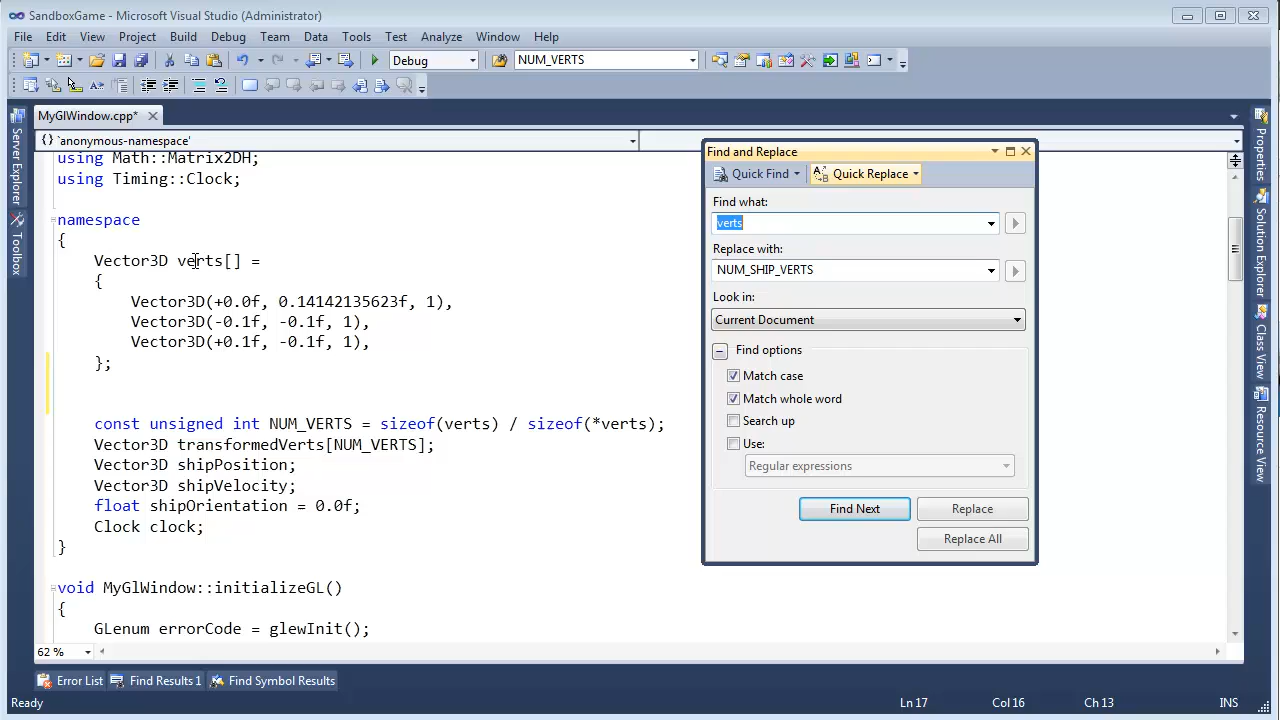 SandboxGame - Microsoft Visual Studio (Administrator)
File Edit View Project Build Debug Team Data Tools Test Analyze Window Help
Debug NUM_VERTS
MyGlWindow.cpp*
{} `anonymous-namespace'
Server Explorer
Toolbox
using Math::Matrix2DH;
using Timing::Clock;
namespace
{
Vector3D verts[] =
{
Vector3D(+0.0f, 0.14142135623f, 1),
Vector3D(-0.1f, -0.1f, 1),
Vector3D(+0.1f, -0.1f, 1),
};
const unsigned int NUM_VERTS = sizeof(verts) / sizeof(*verts);
Vector3D transformedVerts[NUM_VERTS];
Vector3D shipPosition;
Vector3D shipVelocity;
float shipOrientation = 0.0f;
Clock clock;
}
void MyGlWindow::initializeGL()
{
GLenum errorCode = glewInit();
Find and Replace
Quick Find Quick Replace
Find what:
verts
Replace with:
NUM_SHIP_VERTS
Look in:
Current Document
Find options
Match case
Match whole word
Search up
Use:
Regular expressions
Find Next Replace
Replace All
Properties
Solution Explorer
Class View
Resource View
62 %
Error List Find Results 1 Find Symbol Results
Ready Ln 17 Col 16 Ch 13 INS